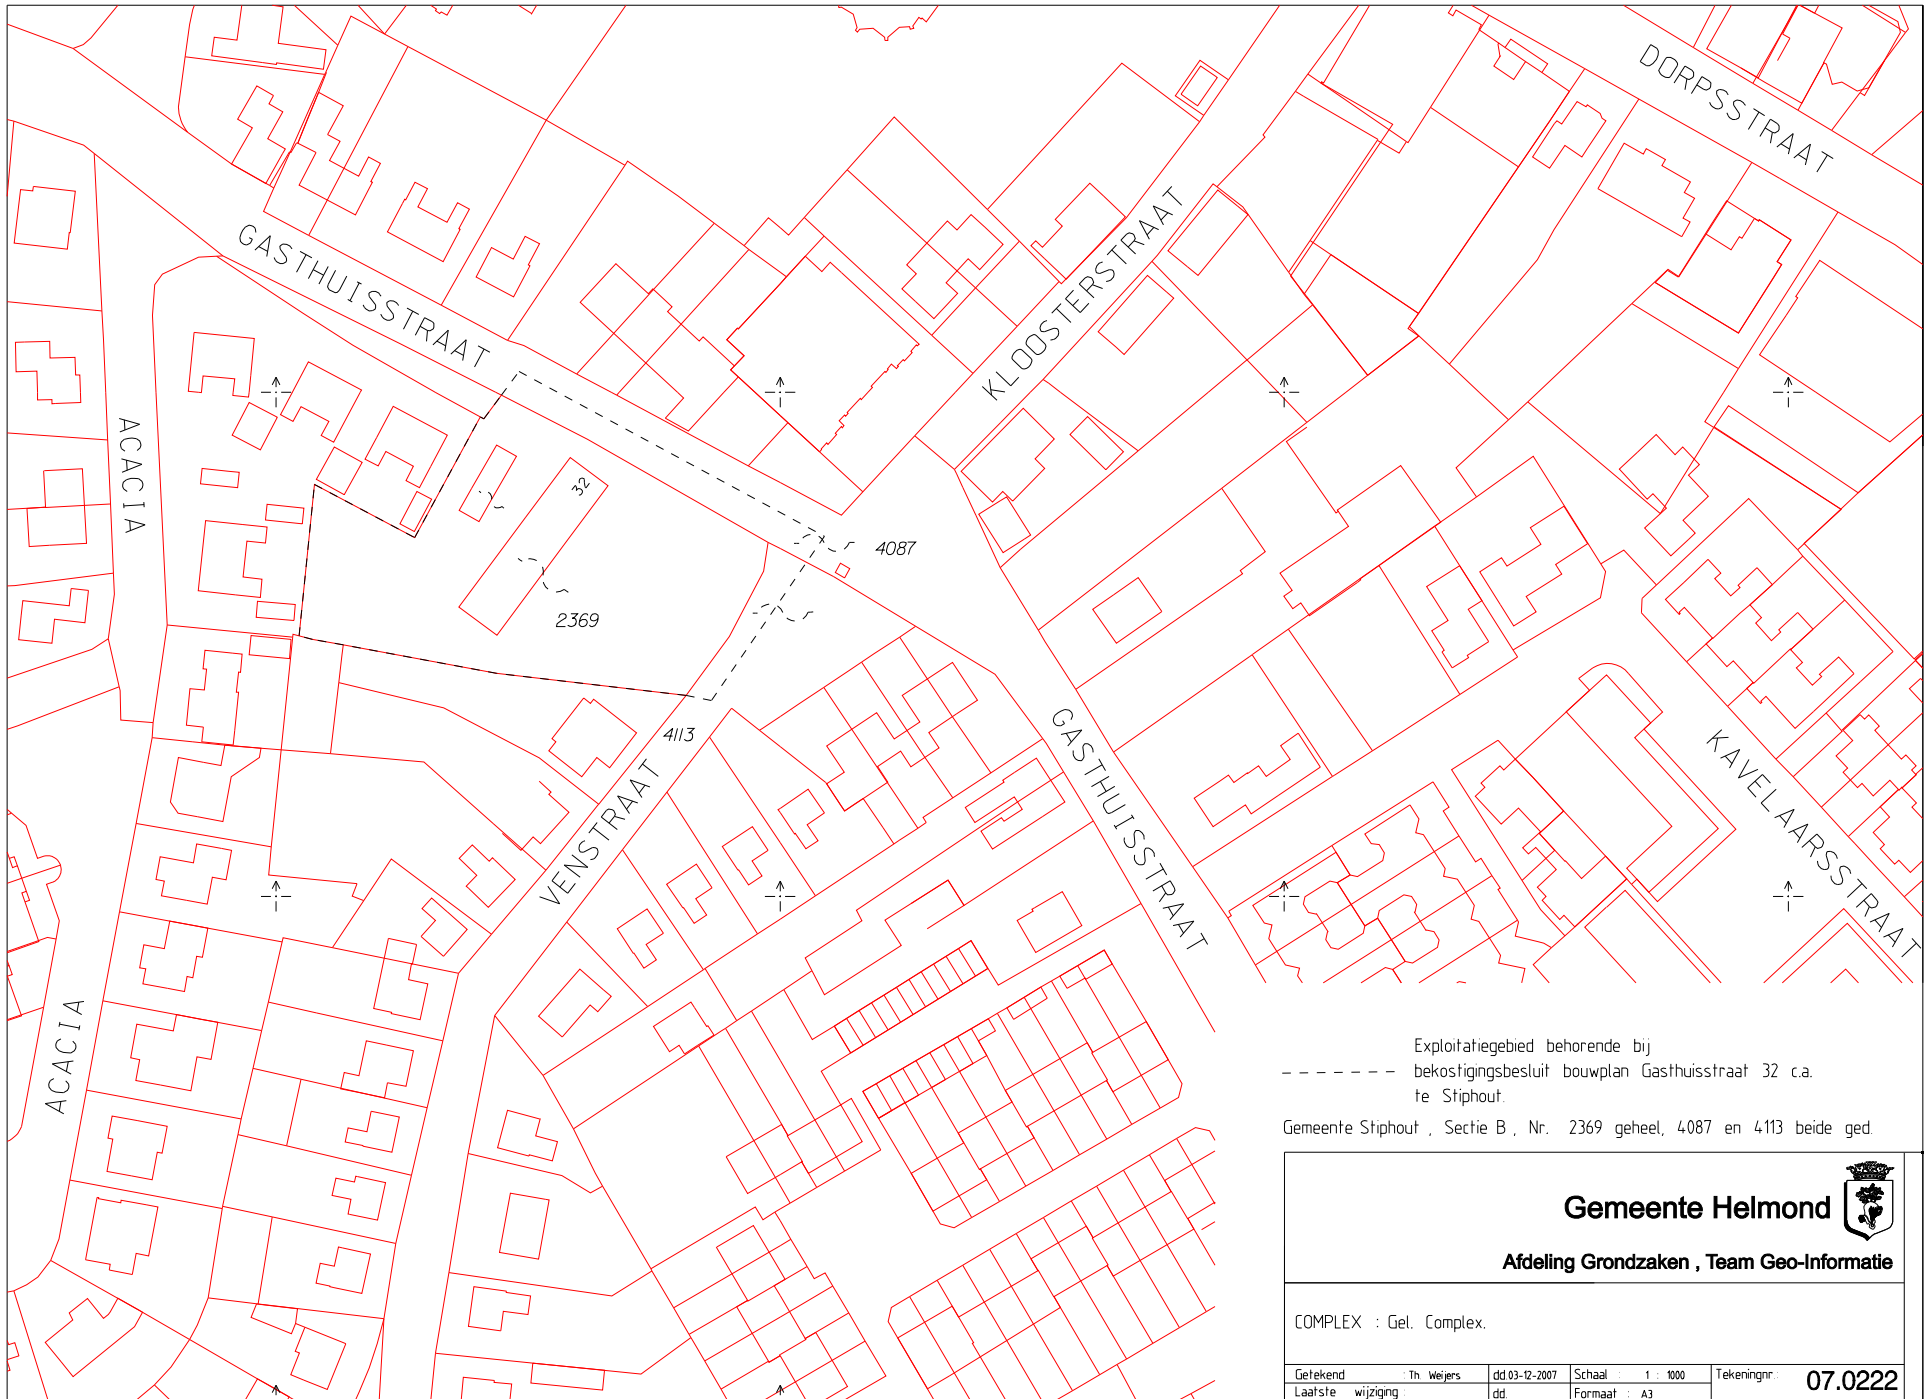 DORPSSTRAAT
GASTHUISSTRAAT
KLOOSTERSTRAAT
ACACIA
32
4087
2369
4113
GASTHUISSTRAAT
KAVELAARSSTRAAT
VENSTRAAT
ACACIA
Exploitatiegebied behorende bij
bekostigingsbesluit bouwplan Gasthuisstraat 32 c.a.
te Stiphout.
Gemeente Stiphout , Sectie B , Nr. 2369 geheel, 4087 en 4113 beide ged.
Gemeente Helmond
Afdeling Grondzaken , Team Geo-Informatie
COMPLEX : Gel. Complex.
Getekend : Th. Weijers dd.03-12-2007 Schaal : 1 : 1000 Tekeningnr.: 07.0222
Laatste wijziging : dd. Formaat : A3